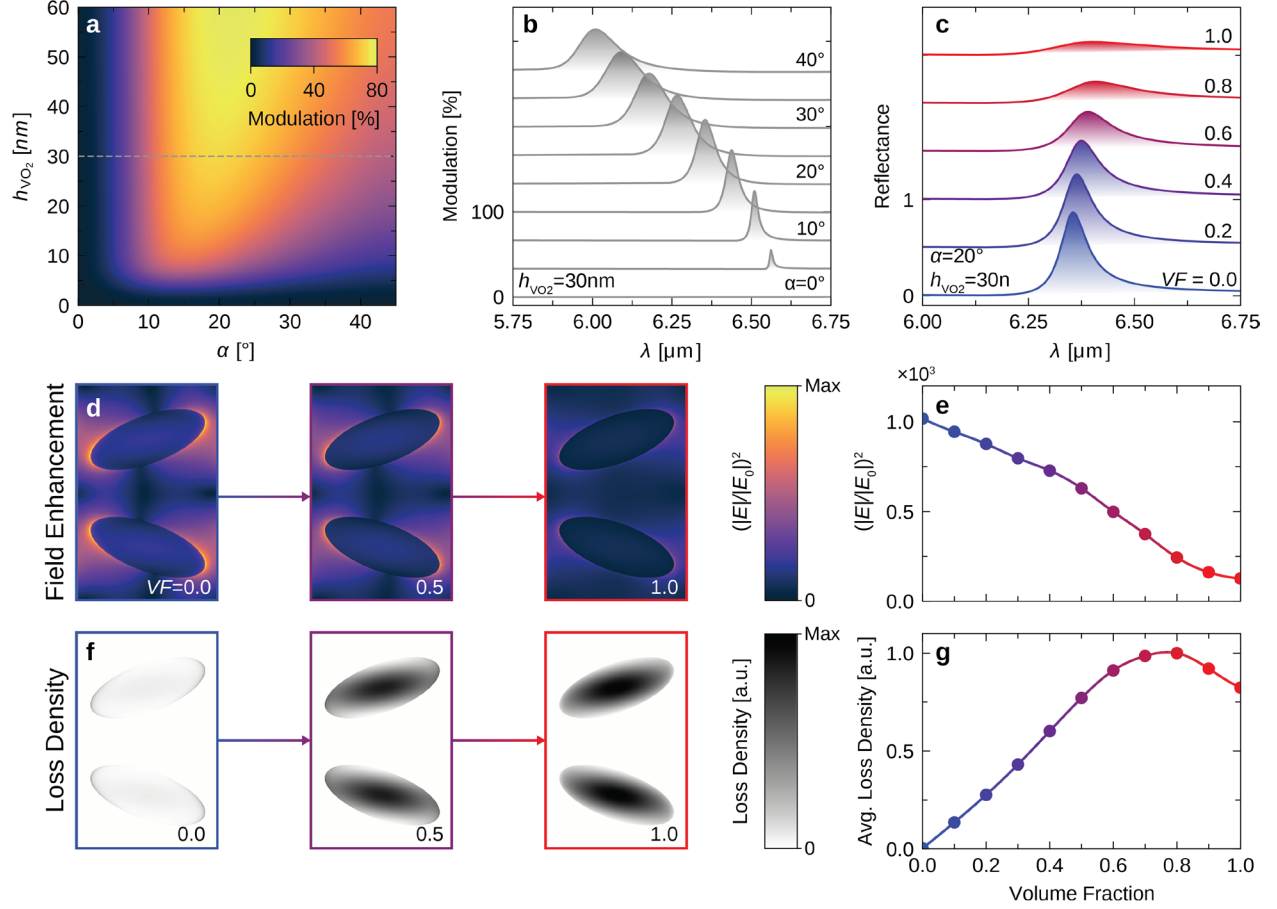 a
60
50
40
30
20
10
0
h_VO₂ [nm]
0 40 80
Modulation [%]
0 10 20 30 40
α [°]
b
Modulation [%]
100
0
40°
30°
20°
10°
α=0°
h_VO2=30nm
5.75 6.00 6.25 6.50 6.75
λ [μm]
c
Reflectance
1
0
1.0
0.8
0.6
0.4
0.2
α=20°
h_VO2=30n
VF = 0.0
6.00 6.25 6.50 6.75
λ [μm]
Field Enhancement
d
VF=0.0
0.5
1.0
Max
0
(|E|/|E₀|)²
e
×10³
(|E|/|E₀|)²
1.0
0.5
0.0
Loss Density
f
0.0
0.5
1.0
Max
0
Loss Density [a.u.]
g
Avg. Loss Density [a.u.]
1.0
0.5
0.0
0.0 0.2 0.4 0.6 0.8 1.0
Volume Fraction